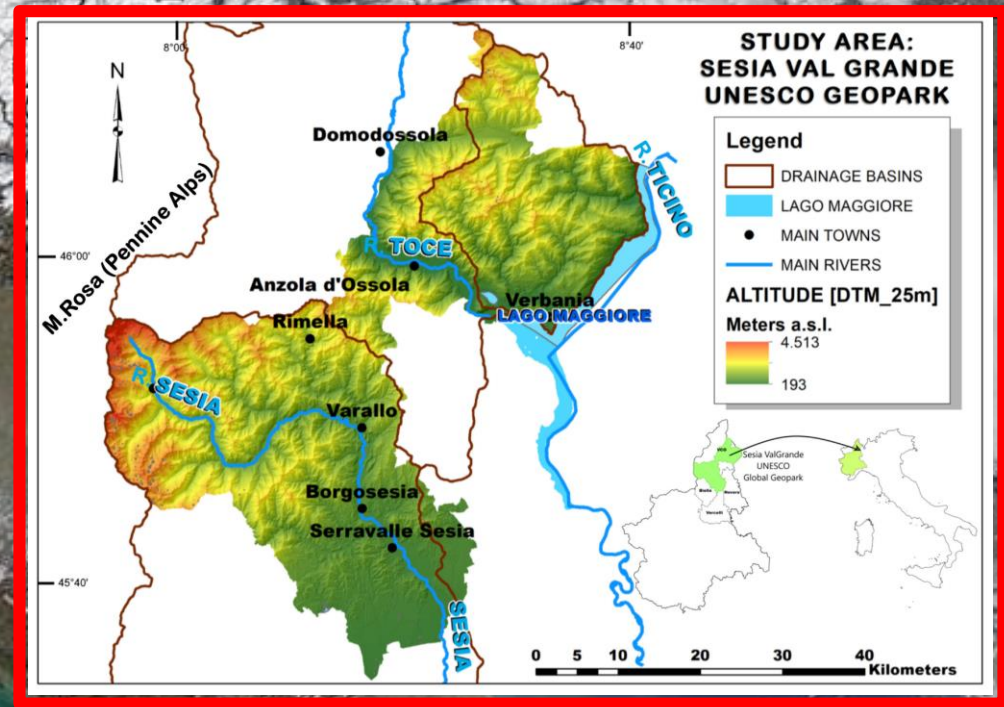 8°00'
8°40'
STUDY AREA:
SESIA VAL GRANDE
UNESCO GEOPARK
N
Domodossola
Legend
R. TICINO
DRAINAGE BASINS
LAGO MAGGIORE
MAIN TOWNS
MAIN RIVERS
M.Rosa (Pennine Alps)
46°00'
R. TOCE
Anzola d'Ossola
ALTITUDE [DTM_25m]
Verbania
LAGO MAGGIORE
Rimella
Meters a.s.l.
4.513
193
R. SESIA
Varallo
Borgosesia
Serravalle Sesia
Sesia ValGrande
UNESCO
Global Geopark
Biella
Novara
Vercelli
45°40'
SESIA
0 5 10 20 30 40
Kilometers